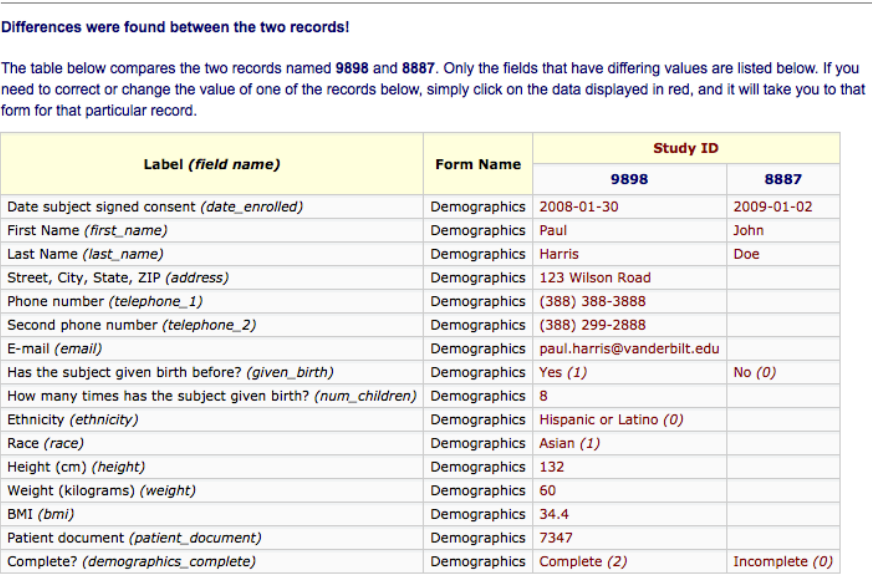 Differences were found between the two records!
The table below compares the two records named 9898 and 8887. Only the fields that have differing values are listed below. If you
need to correct or change the value of one of the records below, simply click on the data displayed in red, and it will take you to that
form for that particular record.
Label (field name) Form Name Study ID
9898 8887
Date subject signed consent (date_enrolled) Demographics 2008-01-30 2009-01-02
First Name (first_name) Demographics Paul John
Last Name (last_name) Demographics Harris Doe
Street, City, State, ZIP (address) Demographics 123 Wilson Road
Phone number (telephone_1) Demographics (388) 388-3888
Second phone number (telephone_2) Demographics (388) 299-2888
E-mail (email) Demographics paul.harris@vanderbilt.edu
Has the subject given birth before? (given_birth) Demographics Yes (1) No (0)
How many times has the subject given birth? (num_children) Demographics 8
Ethnicity (ethnicity) Demographics Hispanic or Latino (0)
Race (race) Demographics Asian (1)
Height (cm) (height) Demographics 132
Weight (kilograms) (weight) Demographics 60
BMI (bmi) Demographics 34.4
Patient document (patient_document) Demographics 7347
Complete? (demographics_complete) Demographics Complete (2) Incomplete (0)